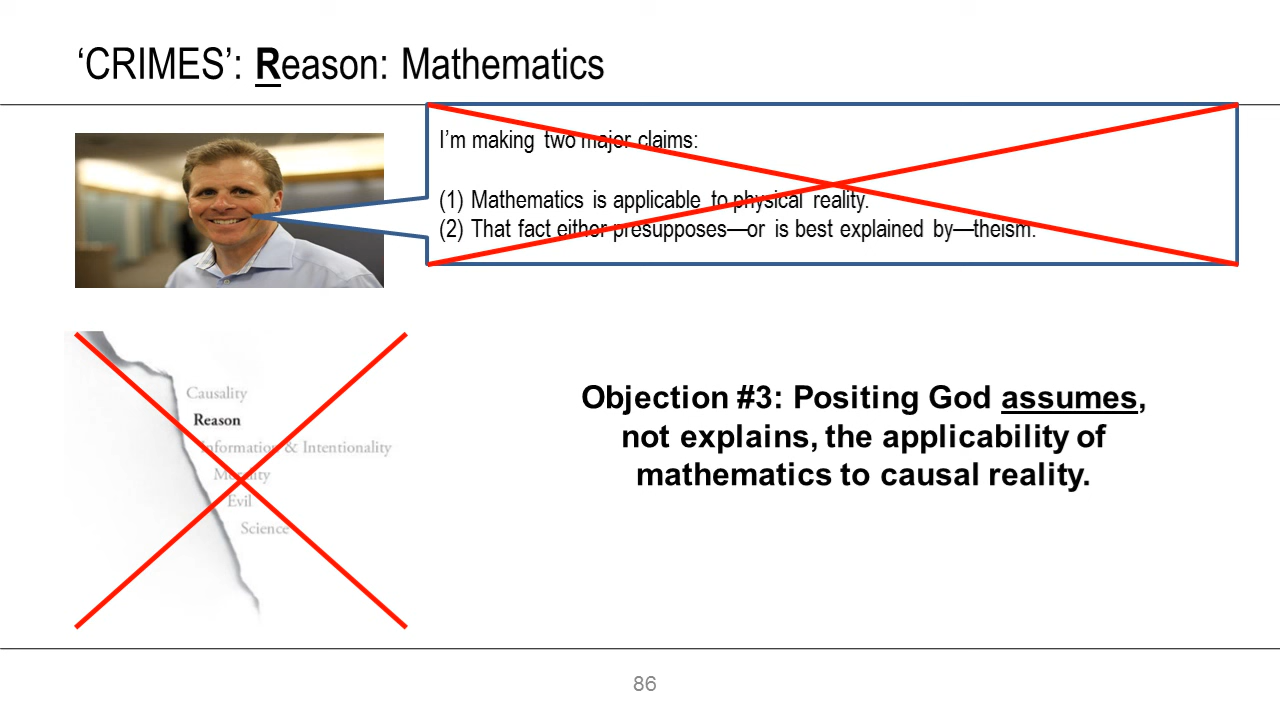 ‘CRIMES’: Reason: Mathematics
I’m making two major claims:
(1) Mathematics is applicable to physical reality.
(2) That fact either presupposes—or is best explained by—theism.
Causality
Reason
Information & Intentionality
Morality
Evil
Science
Objection #3: Positing God assumes,
not explains, the applicability of
mathematics to causal reality.
86